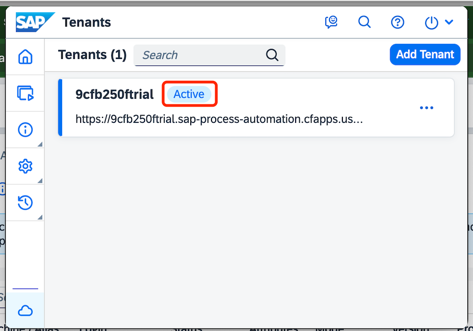 SAP Tenants
Tenants (1) Search Add Tenant
9cfb250ftrial Active
https://9cfb250ftrial.sap-process-automation.cfapps.us...